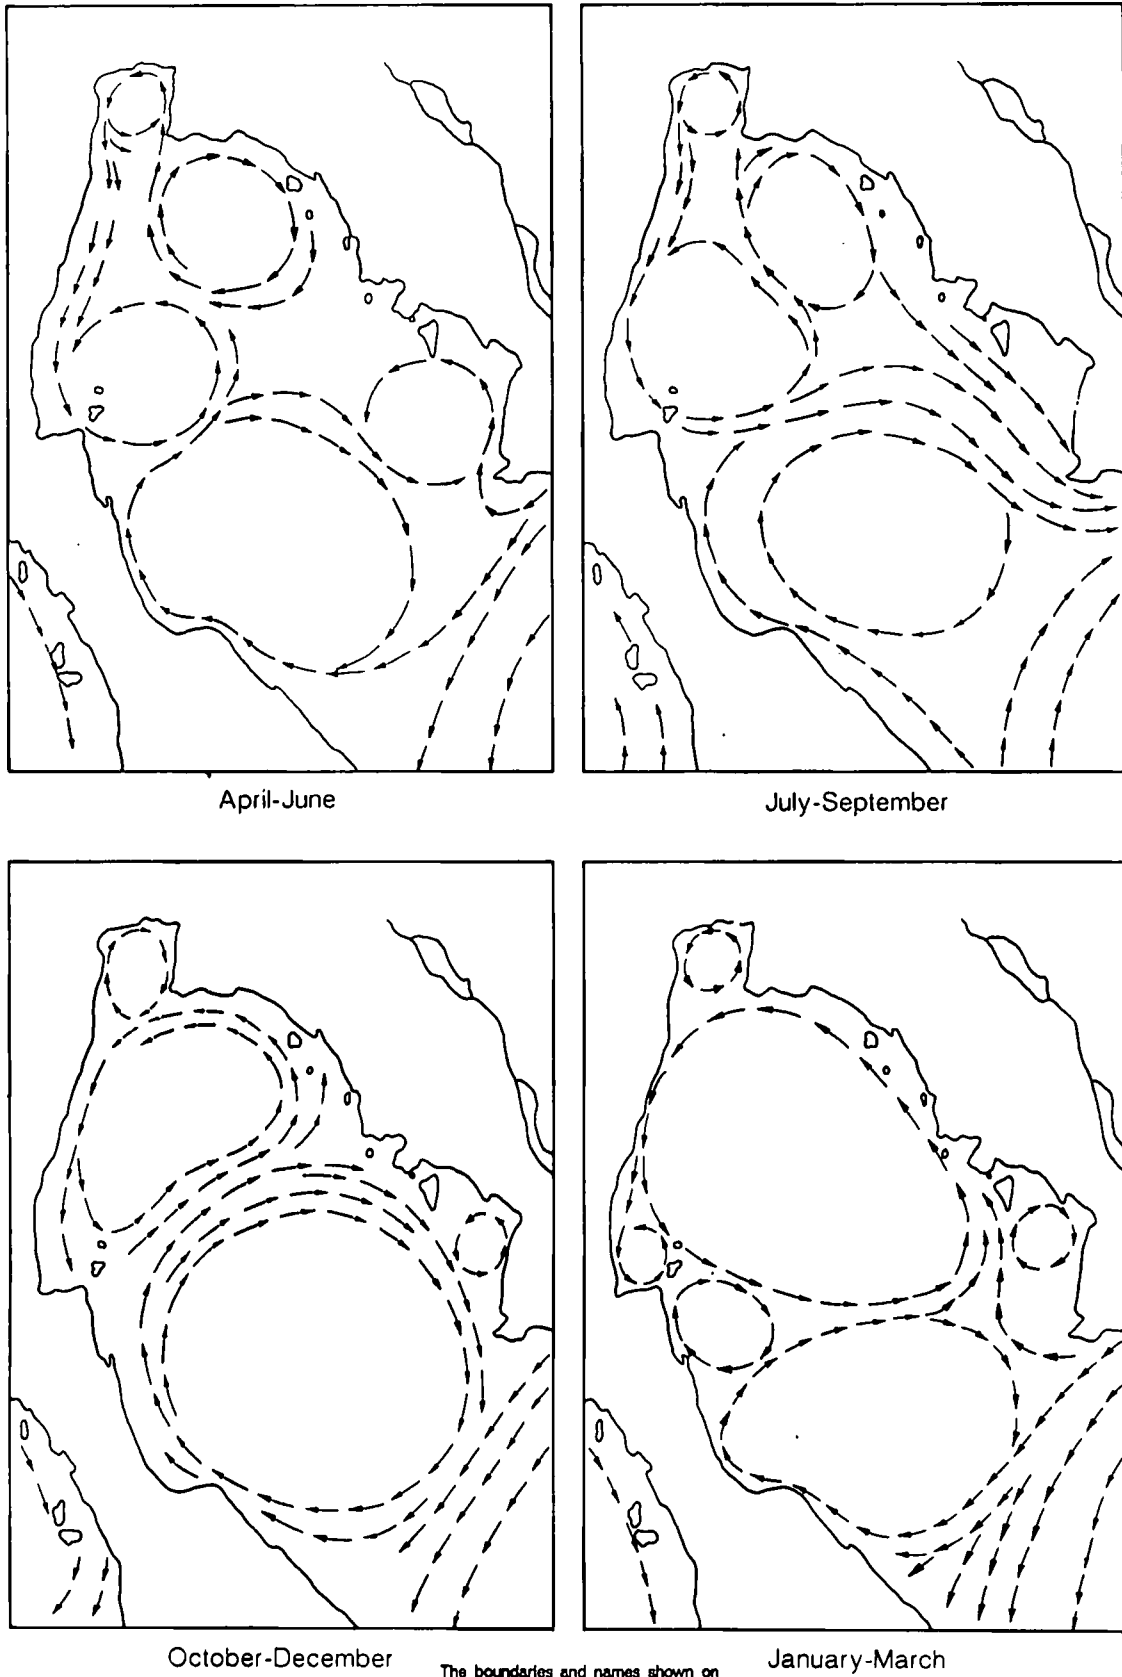 April-June
July-September
October-December
January-March
The boundaries and names shown on